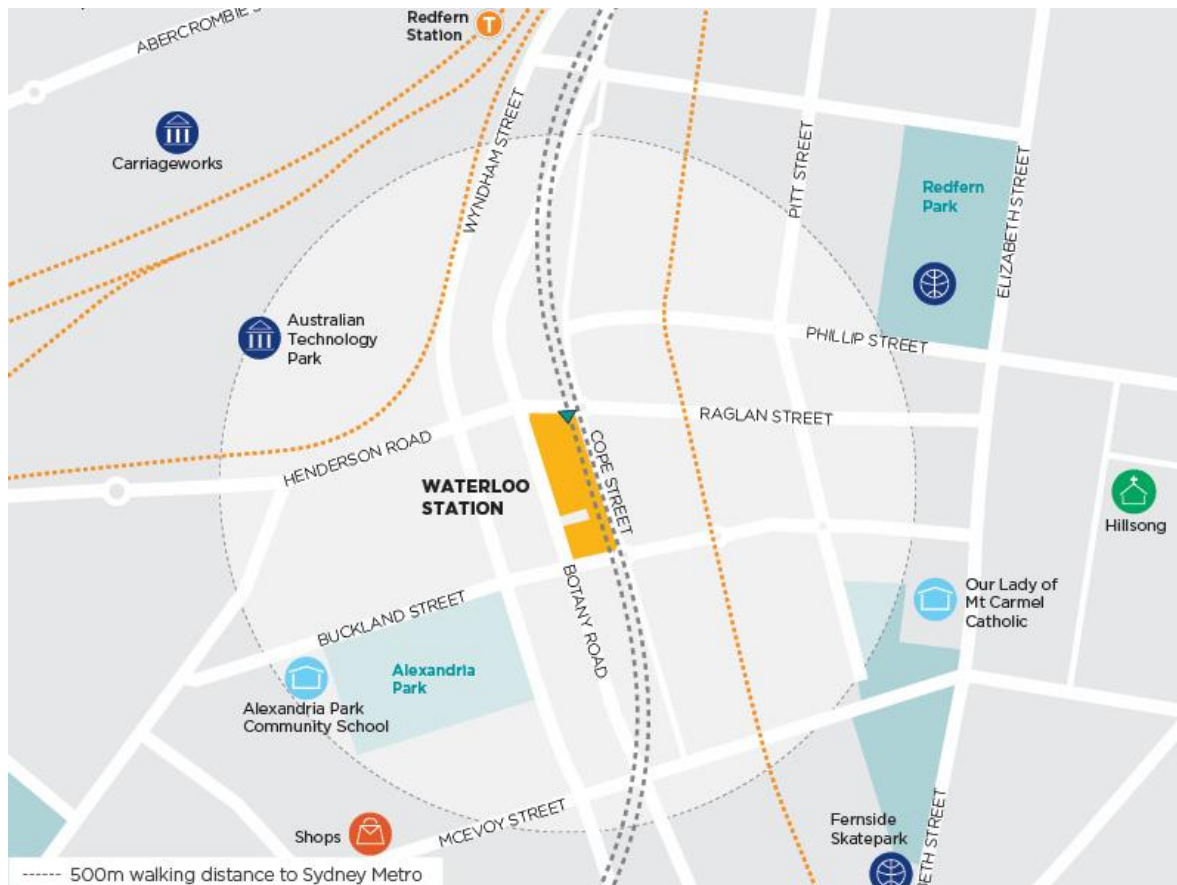 ABERCROMBIE S
Redfern
Station
T
Carriageworks
WYNDHAM STREET
PITT STREET
Redfern
Park
ELIZABETH STREET
Australian
Technology
Park
PHILLIP STREET
RAGLAN STREET
HENDERSON ROAD
COPE STREET
WATERLOO
STATION
Hillsong
BOTANY ROAD
Our Lady of
Mt Carmel
Catholic
BUCKLAND STREET
Alexandria
Park
Alexandria Park
Community School
MCEVOY STREET
Shops
Fernside
Skatepark
BETH STREET
500m walking distance to Sydney Metro